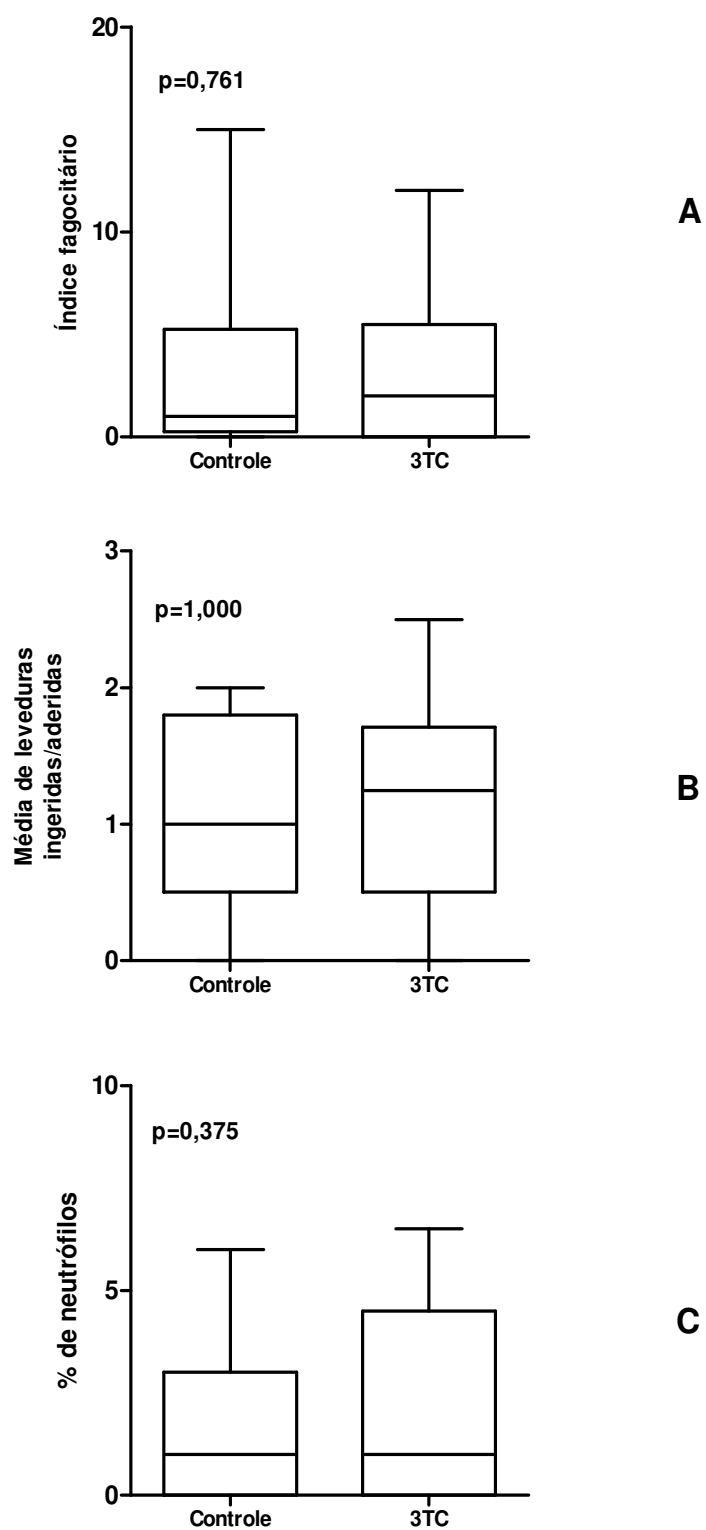 20
p=0,761
Índice fagocitário
10
A
0
Controle 3TC
3
p=1,000
Média de leveduras
ingeridas/aderidas
2
B
1
0
Controle 3TC
10
p=0,375
% de neutrófilos
5
C
0
Controle 3TC